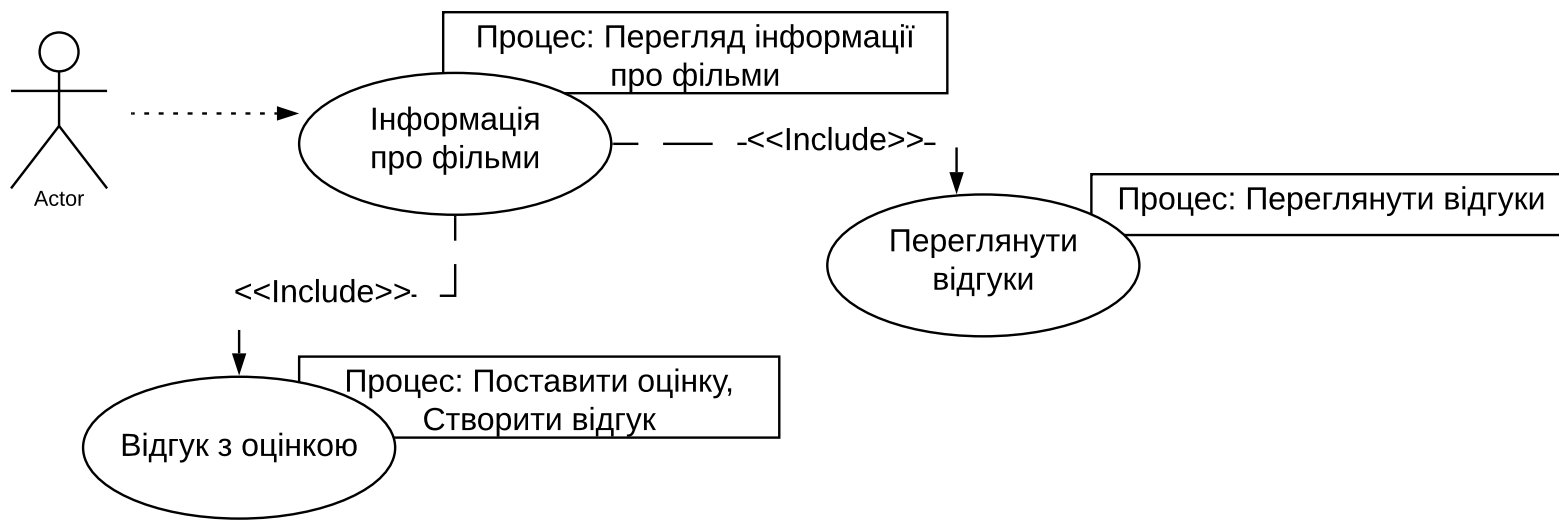 Процес: Перегляд інформації
про фільми
Інформація
про фільми
Actor
<<Include>>
Процес: Переглянути відгуки
Переглянути
відгуки
<<Include>>
Процес: Поставити оцінку,
Створити відгук
Відгук з оцінкою